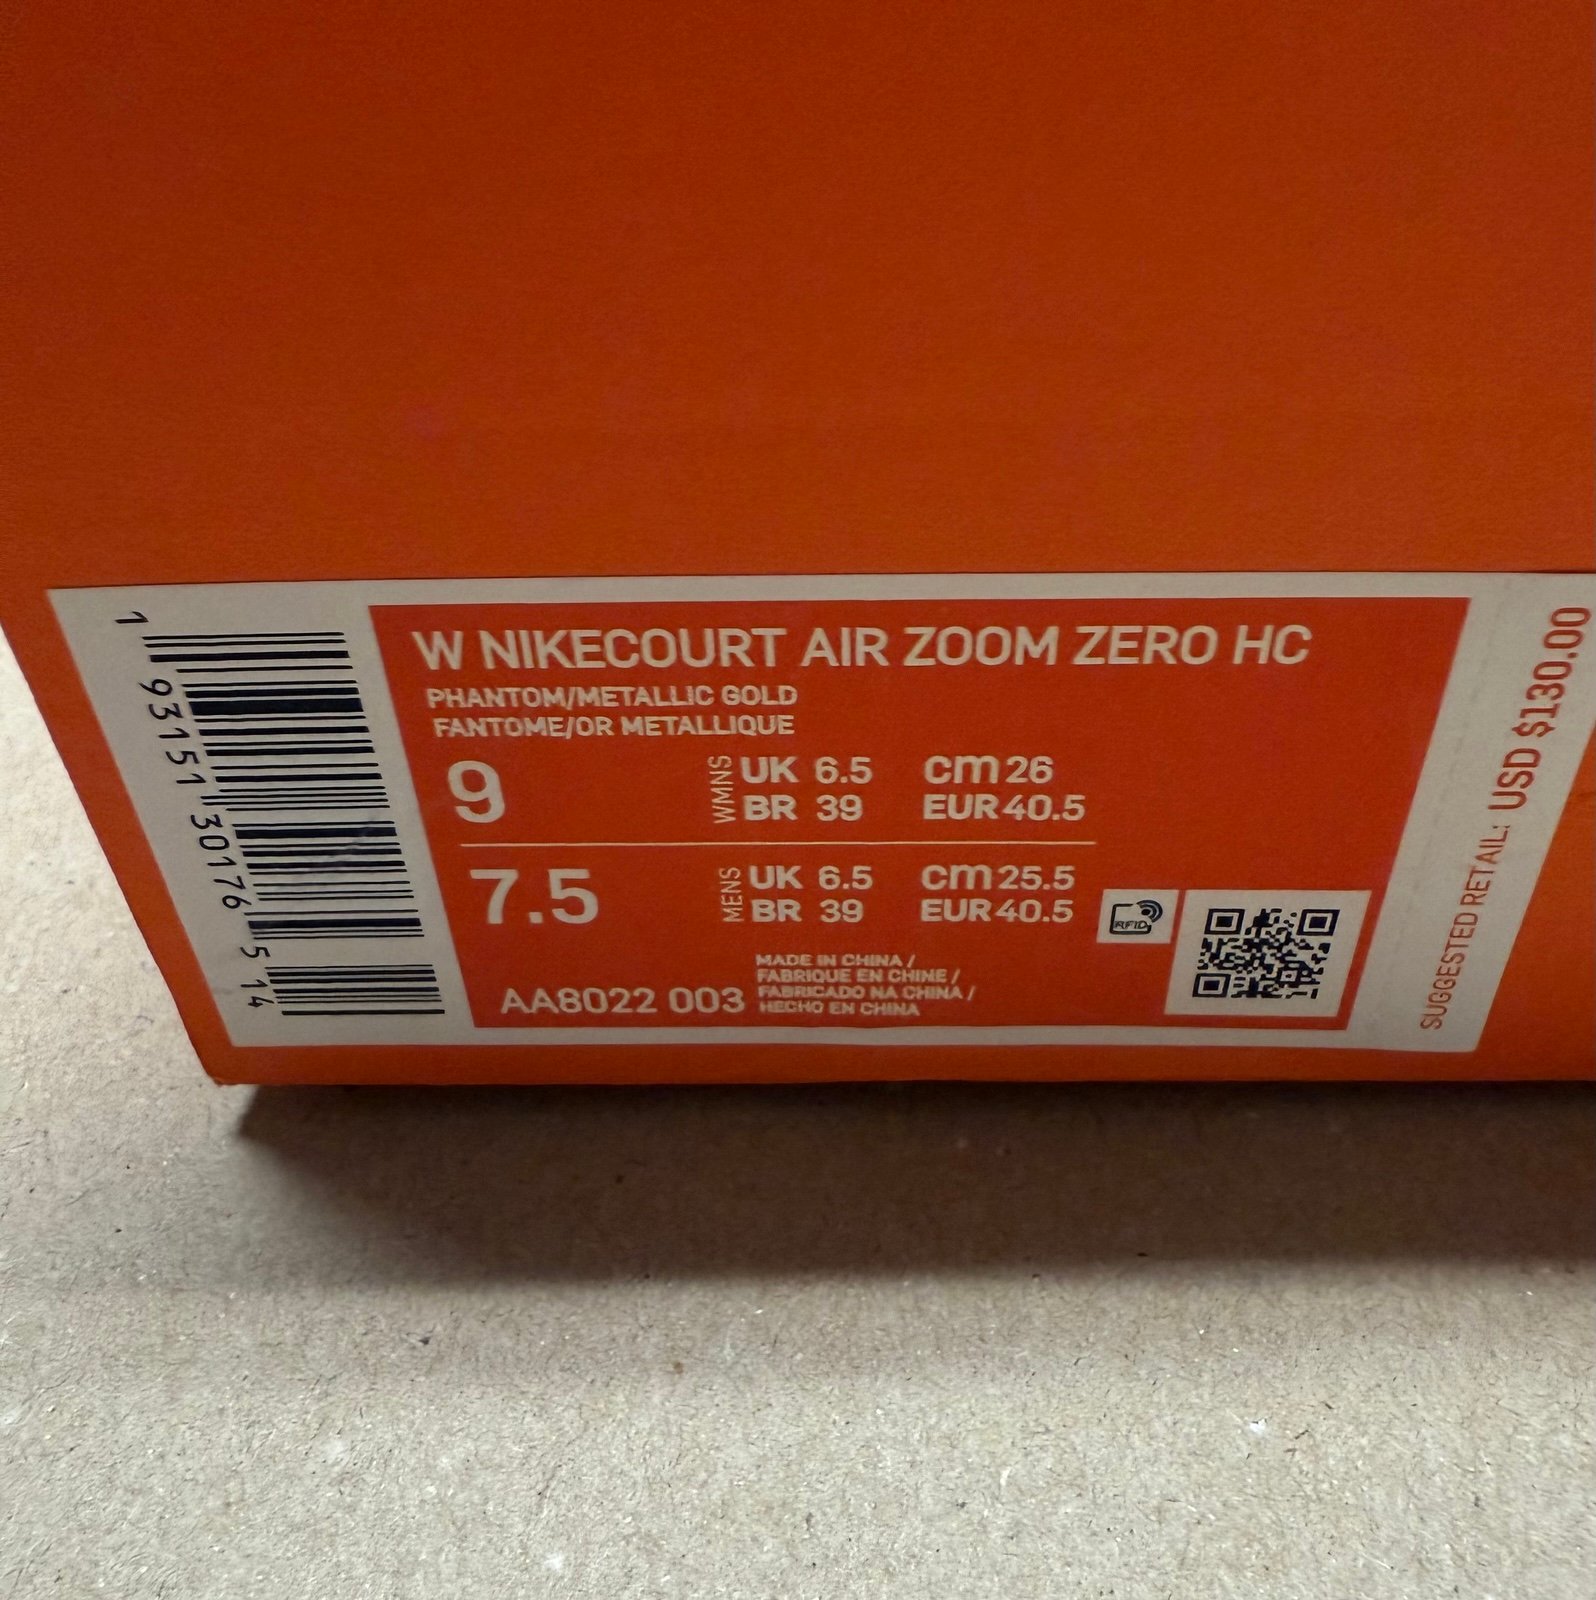 W NIKECOURT AIR ZOOM ZERO HC
PHANTOM/METALLIC GOLD
FANTOME/OR METALLIQUE
9
WMNS
UK 6.5 cm 26
BR 39 EUR 40.5
7.5
MENS
UK 6.5 cm 25.5
BR 39 EUR 40.5
AA8022 003
MADE IN CHINA /
FABRIQUE EN CHINE /
FABRICADO NA CHINA /
HECHO EN CHINA
RFID
1 93151 30176 5 14
SUGGESTED RETAIL: USD $130.00